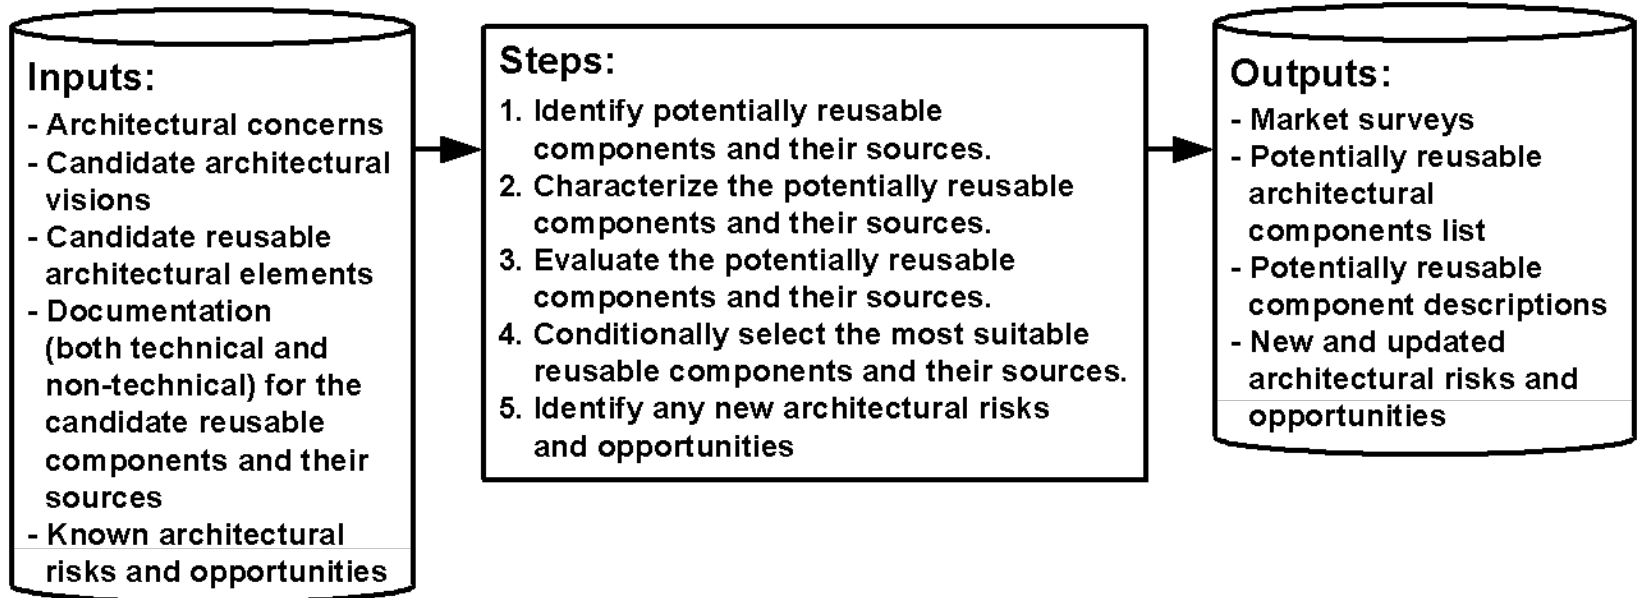 Inputs:
- Architectural concerns
- Candidate architectural
visions
- Candidate reusable
architectural elements
- Documentation
(both technical and
non-technical) for the
candidate reusable
components and their
sources
- Known architectural
risks and opportunities
Steps:
1. Identify potentially reusable
components and their sources.
2. Characterize the potentially reusable
components and their sources.
3. Evaluate the potentially reusable
components and their sources.
4. Conditionally select the most suitable
reusable components and their sources.
5. Identify any new architectural risks
and opportunities
Outputs:
- Market surveys
- Potentially reusable
architectural
components list
- Potentially reusable
component descriptions
- New and updated
architectural risks and
opportunities